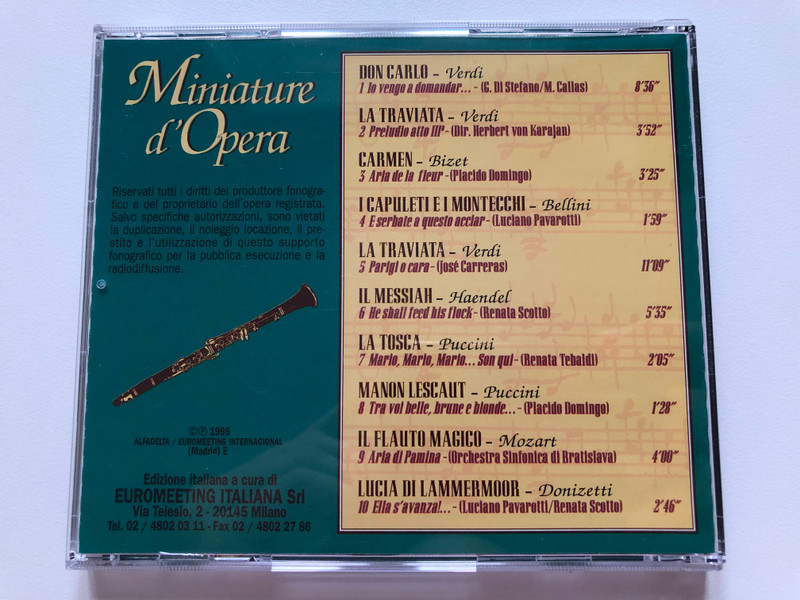 Miniature
d'Opera
Riservati tutti i diritti del produttore fonogra-
fico e del proprietario dell'opera registrata.
Salvo specifiche autorizzazioni, sono vietati
la duplicazione, il noleggio locazione, il pre-
stito e l'utilizzazione di questo supporto
fonografico per la pubblica esecuzione e la
radiodiffusione.
©℗ 1995
ALFADELTA / EUROMEETING INTERNACIONAL
(Madrid) E
Edizione Italiana a cura di
EUROMEETING ITALIANA Srl
Via Telesio, 2 - 20145 Milano
Tel. 02 / 4802 03 11 - Fax 02 / 4802 27 86
DON CARLO – Verdi
1 Io vengo a domandar... - (G. Di Stefano/M. Callas) 8'36"
LA TRAVIATA – Verdi
2 Preludio atto IIIº - (Dir. Herbert von Karajan) 3'52"
CARMEN – Bizet
3 Aria de la fleur - (Placido Domingo) 3'25"
I CAPULETI E I MONTECCHI – Bellini
4 E serbate a questo acciar - (Luciano Pavarotti) 1'59"
LA TRAVIATA – Verdi
5 Parigi o cara - (José Carreras) 11'09"
IL MESSIAH – Haendel
6 He shall feed his flock - (Renata Scotto) 5'35"
LA TOSCA – Puccini
7 Mario, Mario, Mario... Son qui - (Renata Tebaldi) 2'05"
MANON LESCAUT – Puccini
8 Tra voi belle, brune e bionde... - (Placido Domingo) 1'28"
IL FLAUTO MAGICO – Mozart
9 Aria di Pamina - (Orchestra Sinfonica di Bratislava) 4'00"
LUCIA DI LAMMERMOOR – Donizetti
10 Ella s'avanza!... - (Luciano Pavarotti/Renata Scotto) 2'46"